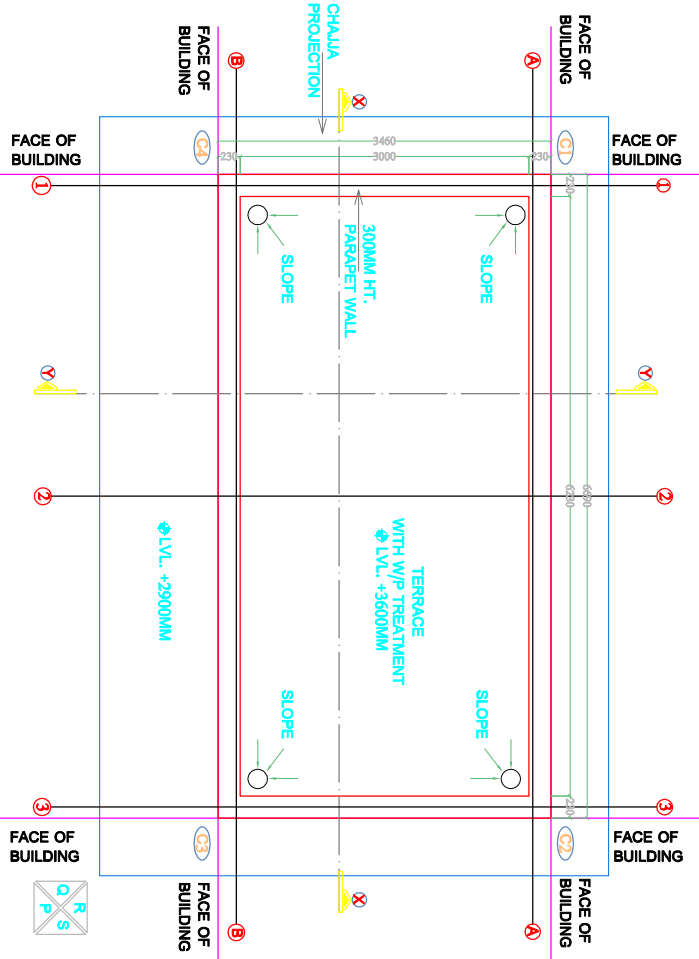 CHAJJA
PROJECTION
FACE OF
BUILDING
FACE OF
BUILDING
B
A
X
FACE OF
BUILDING
C4
3460
C1
FACE OF
BUILDING
230
3000
230
1
1
230
300MM HT.
PARAPET WALL
SLOPE
SLOPE
Y
Y
2
2
6230
6690
TERRACE
WITH W/P TREATMENT
LVL. +3600MM
LVL. +2900MM
SLOPE
SLOPE
3
3
230
FACE OF
BUILDING
C3
C2
FACE OF
BUILDING
X
FACE OF
BUILDING
FACE OF
BUILDING
B
A
Q
R
P
S